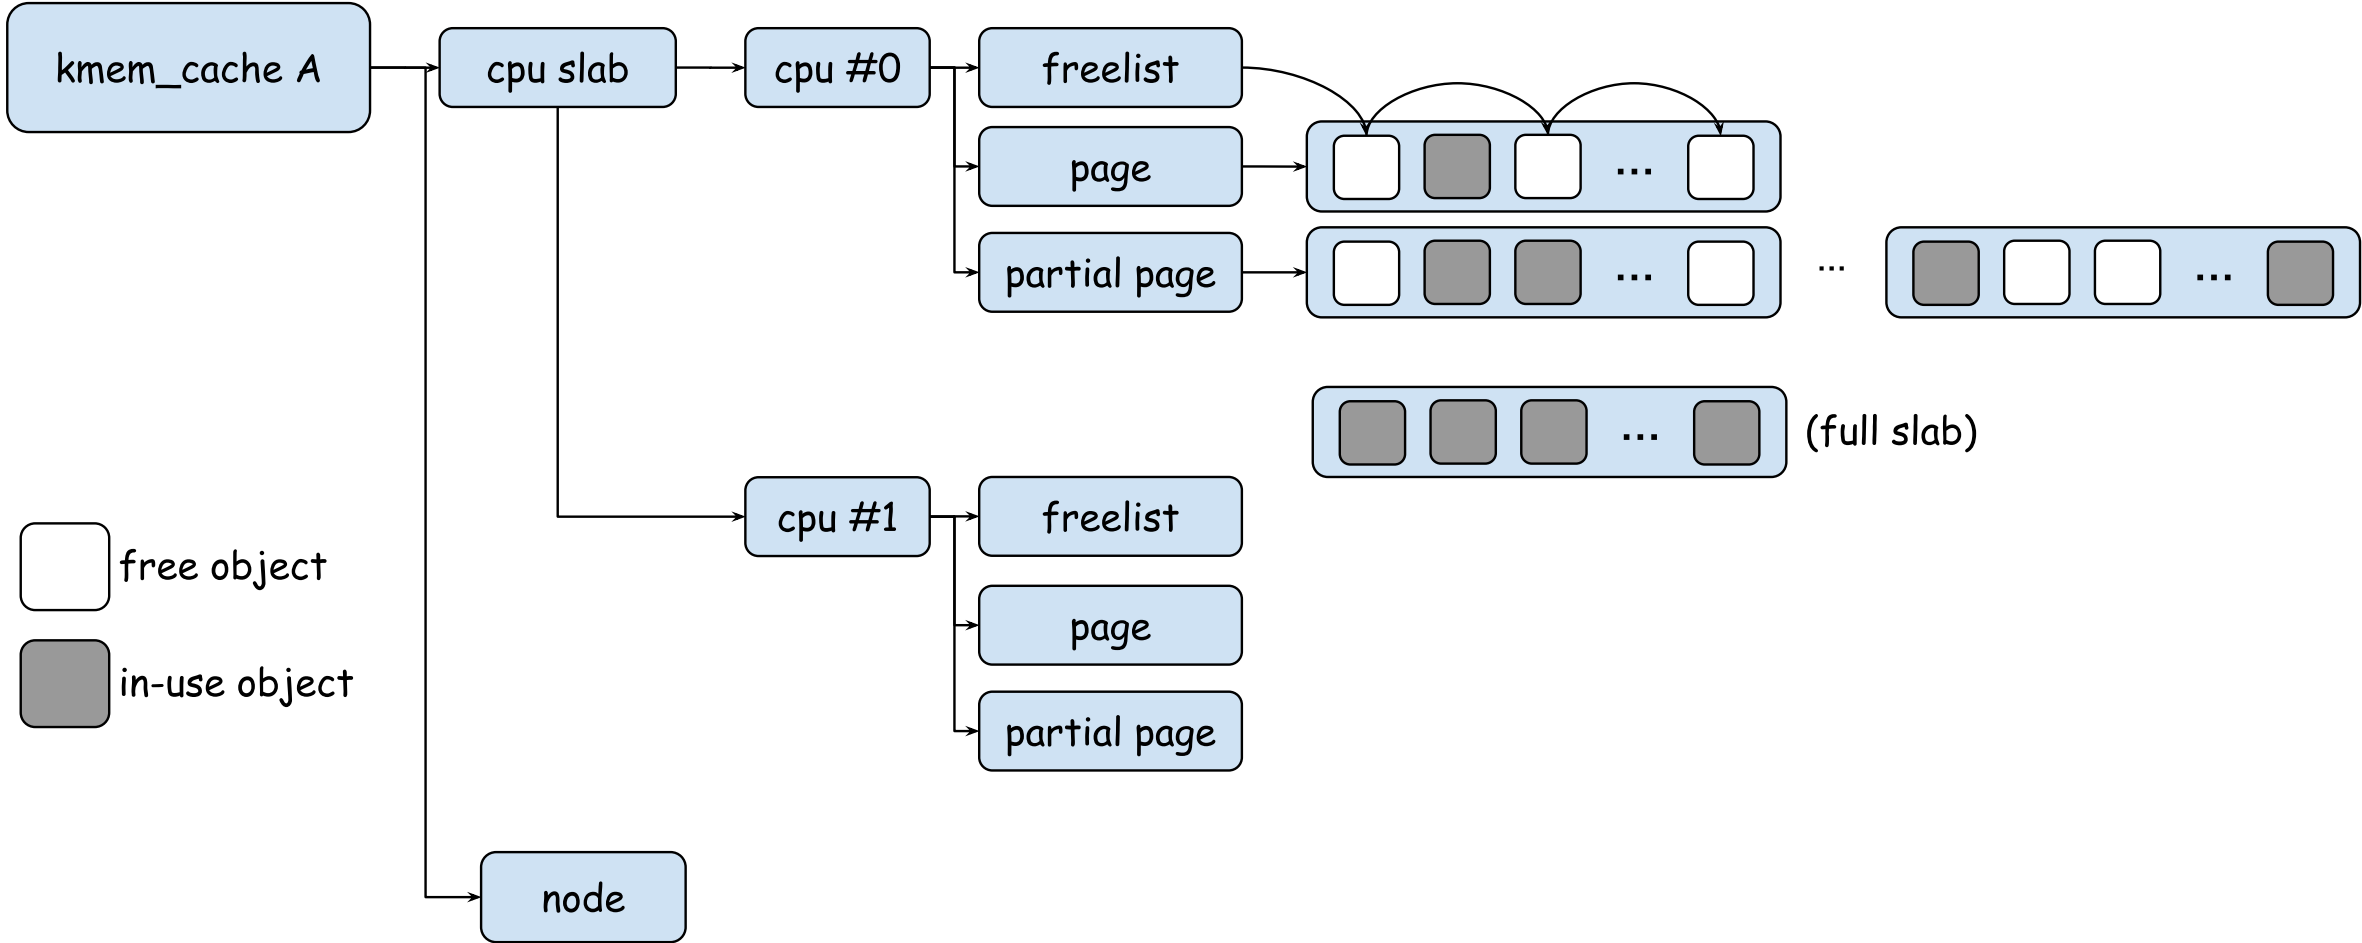 kmem_cache A
cpu slab
cpu #0
freelist
page
...
partial page
...
...
...
...
(full slab)
cpu #1
freelist
page
partial page
free object
in-use object
node